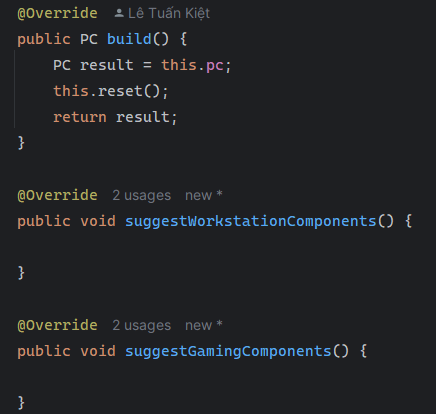 @Override Lê Tuấn Kiệt
public PC build() {
PC result = this.pc;
this.reset();
return result;
}
@Override 2 usages new *
public void suggestWorkstationComponents() {
}
@Override 2 usages new *
public void suggestGamingComponents() {
}